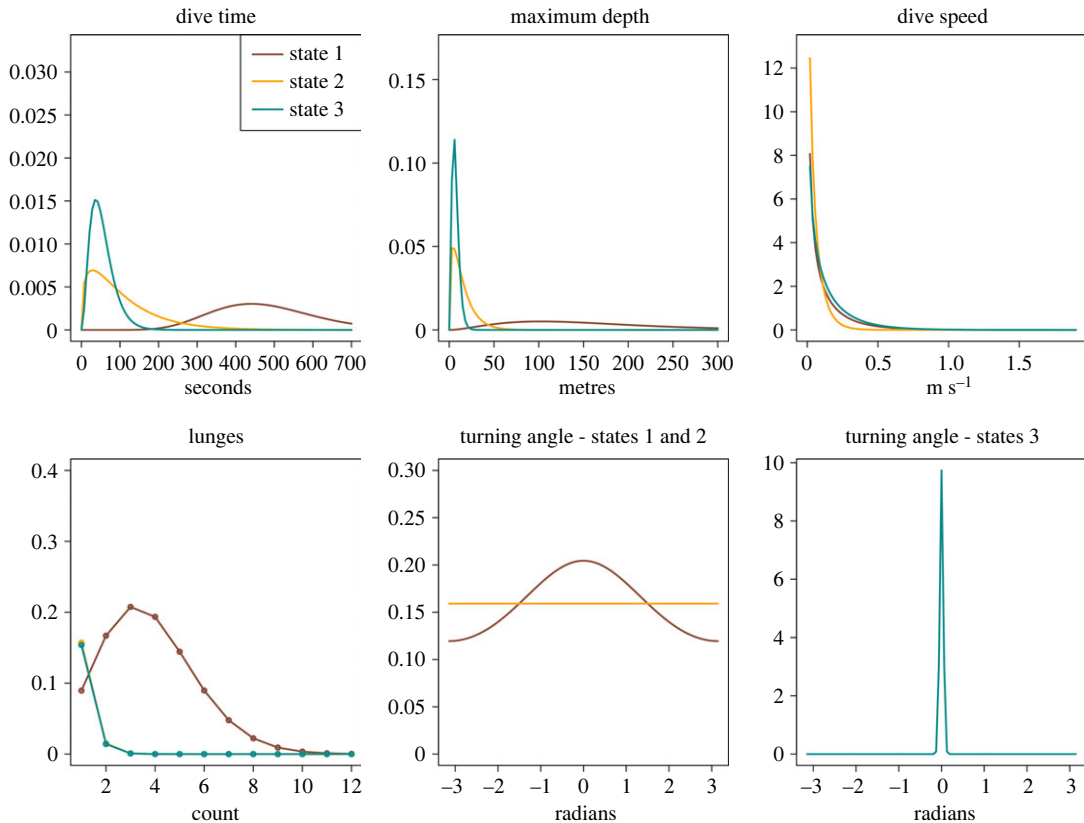 dive time
0.030
0.025
0.020
0.015
0.010
0.005
0
0 100 200 300 400 500 600 700
seconds
state 1
state 2
state 3
maximum depth
0.15
0.10
0.05
0
0 50 100 150 200 250 300
metres
dive speed
12
10
8
6
4
2
0
0 0.5 1.0 1.5
m s⁻¹
lunges
0.4
0.3
0.2
0.1
0
2 4 6 8 10 12
count
turning angle - states 1 and 2
0.30
0.25
0.20
0.15
0.10
0.05
0
–3 –2 –1 0 1 2 3
radians
turning angle - states 3
10
8
6
4
2
0
–3 –2 –1 0 1 2 3
radians